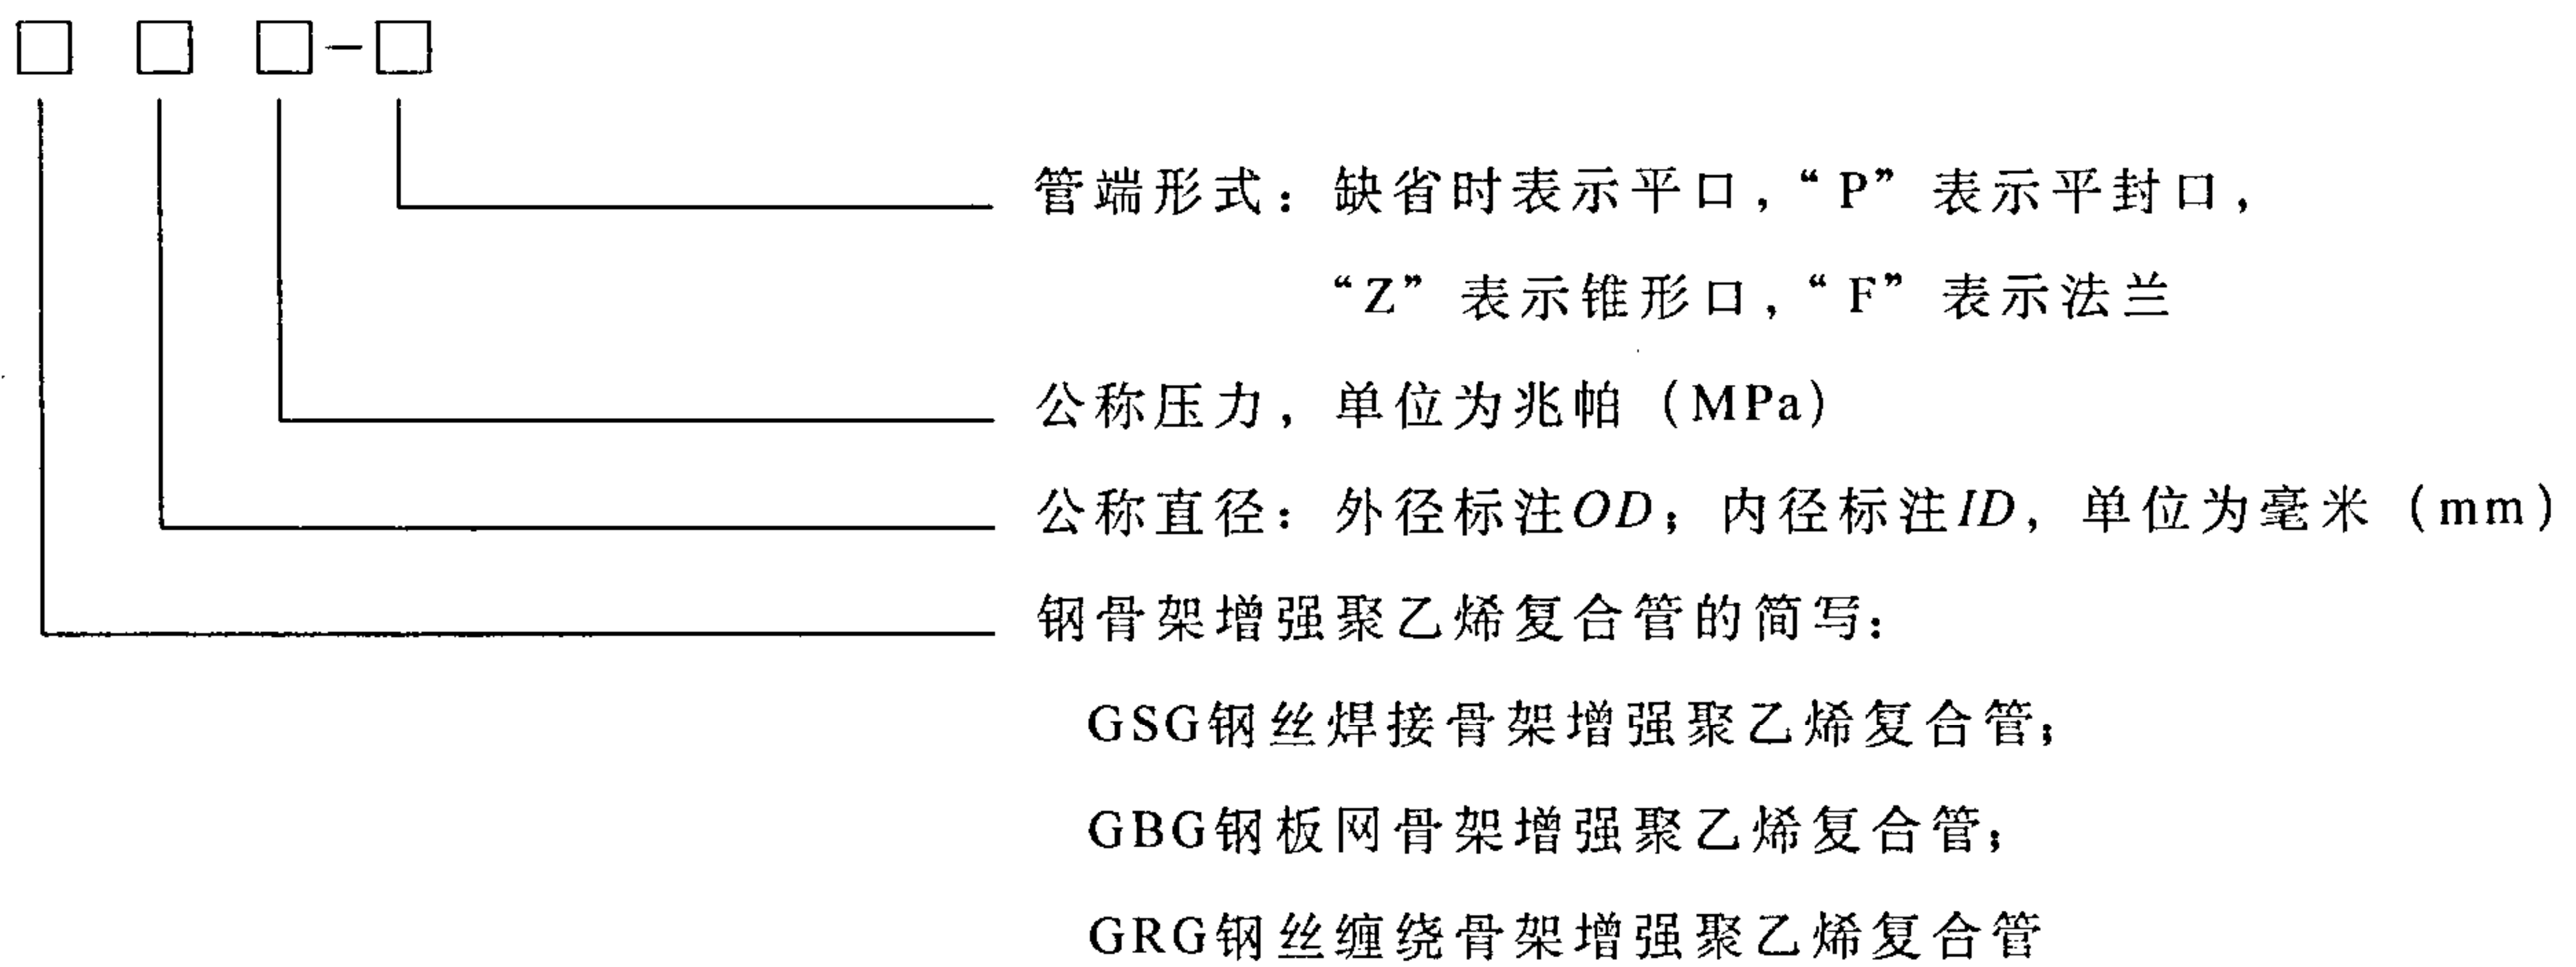 □ □ □-□
管端形式：缺省时表示平口，“P”表示平封口，
“Z”表示锥形口，“F”表示法兰
公称压力，单位为兆帕（MPa）
公称直径：外径标注OD；内径标注ID，单位为毫米（mm）
钢骨架增强聚乙烯复合管的简写：
GSG钢丝焊接骨架增强聚乙烯复合管；
GBG钢板网骨架增强聚乙烯复合管；
GRG钢丝缠绕骨架增强聚乙烯复合管